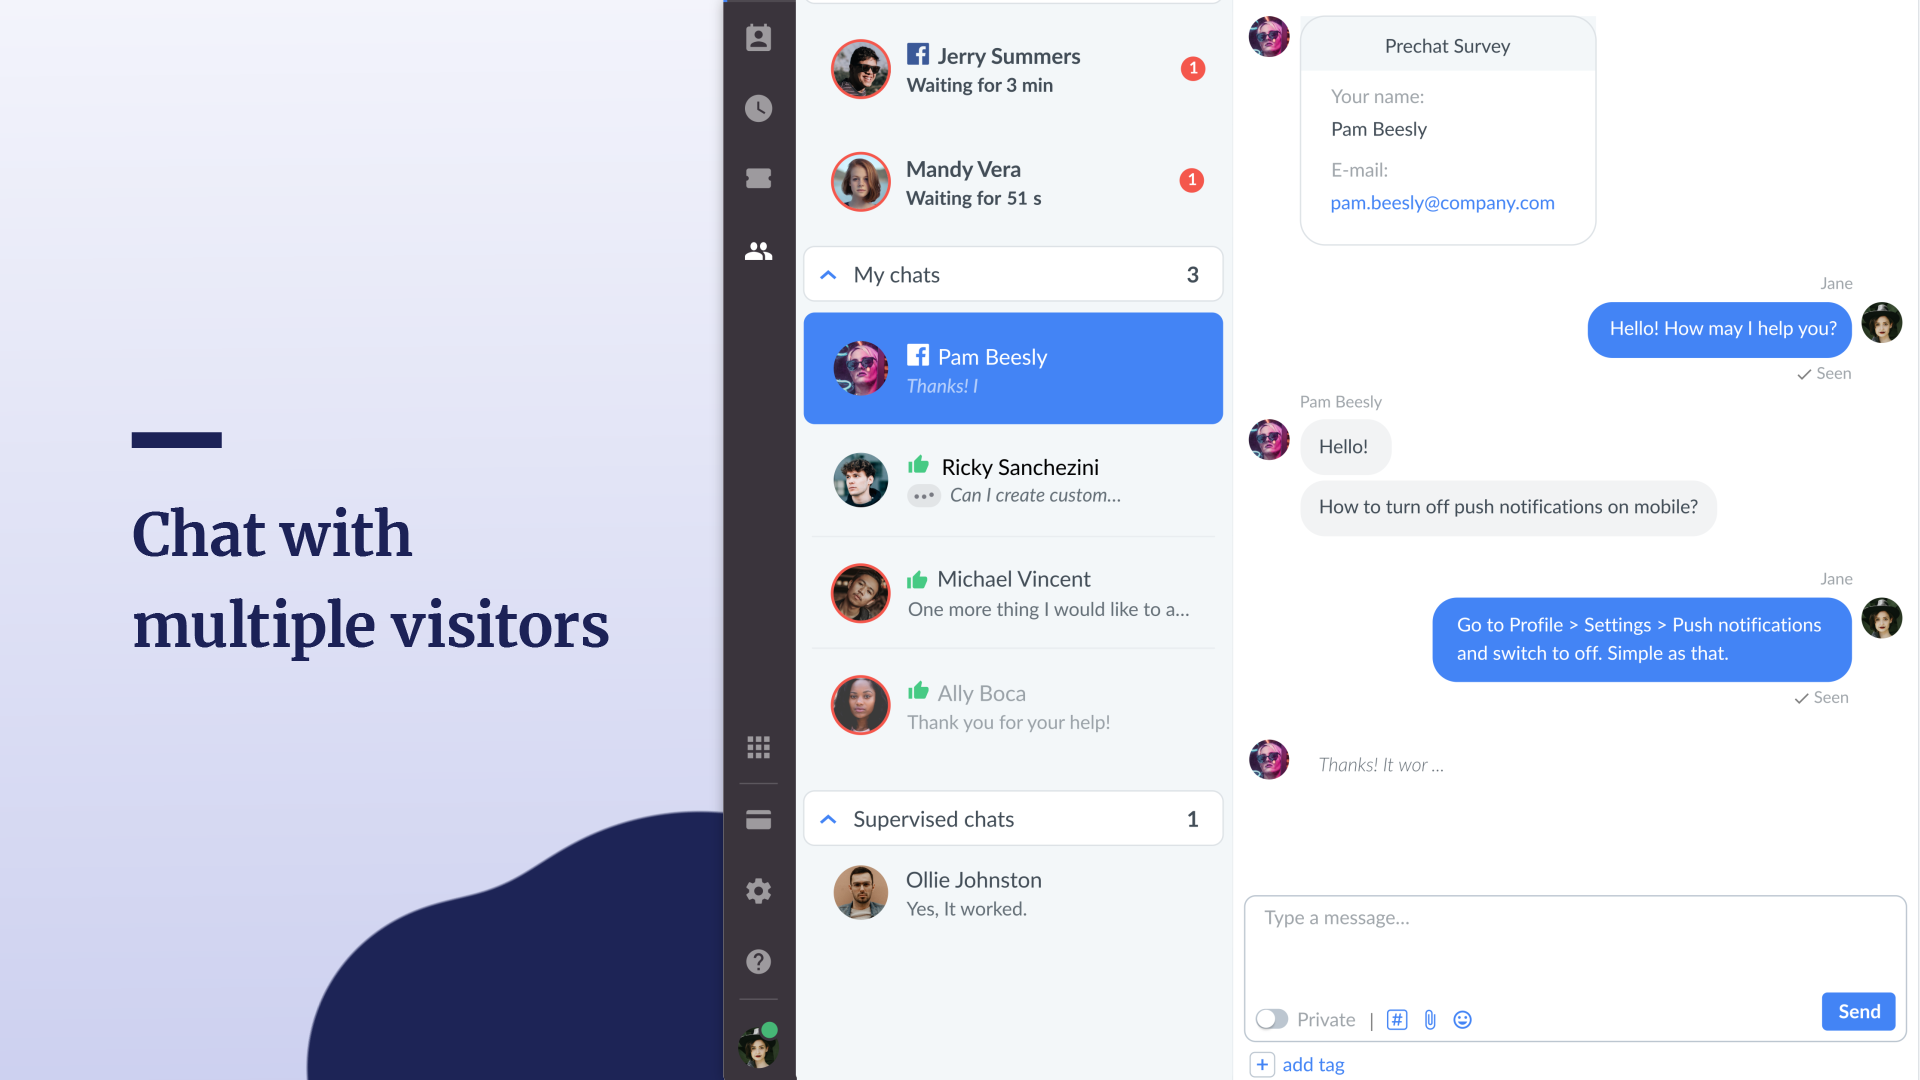 Chat with
multiple visitors
Jerry Summers
Waiting for 3 min
1
Mandy Vera
Waiting for 51 s
1
My chats
3
Pam Beesly
Thanks! I
Ricky Sanchezini
Can I create custom...
Michael Vincent
One more thing I would like to a...
Ally Boca
Thank you for your help!
Supervised chats
1
Ollie Johnston
Yes, It worked.
Prechat Survey
Your name:
Pam Beesly
E-mail:
pam.beesly@company.com
Jane
Hello! How may I help you?
Seen
Pam Beesly
Hello!
How to turn off push notifications on mobile?
Jane
Go to Profile > Settings > Push notifications
and switch to off. Simple as that.
Seen
Thanks! It wor ...
Type a message...
Private | #
Send
+ add tag